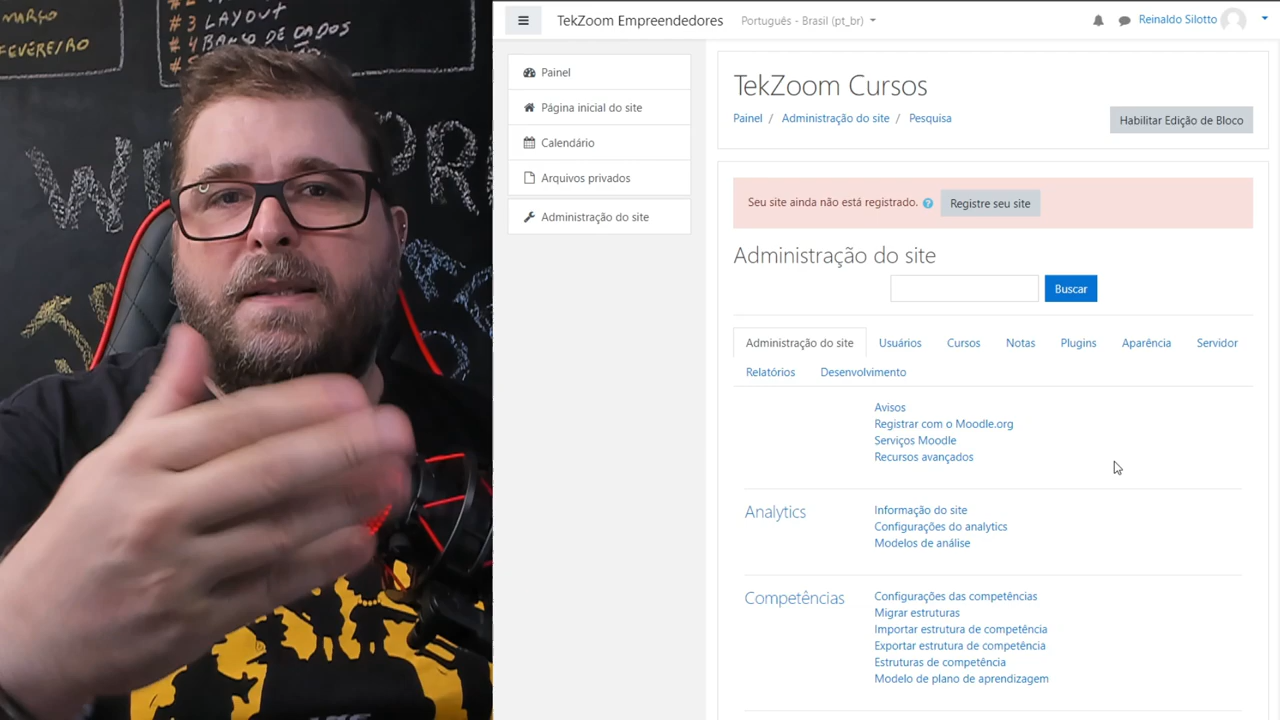 MARÇO
FEVEREIRO
#3 LAYOUT
#4 BANCO DE DADOS
TekZoom Empreendedores
Português - Brasil (pt_br)
Reinaldo Silotto
Painel
Página inicial do site
Calendário
Arquivos privados
Administração do site
TekZoom Cursos
Painel / Administração do site / Pesquisa
Habilitar Edição de Bloco
Seu site ainda não está registrado.
Registre seu site
Administração do site
Buscar
Administração do site Usuários Cursos Notas Plugins Aparência Servidor
Relatórios Desenvolvimento
Avisos
Registrar com o Moodle.org
Serviços Moodle
Recursos avançados
Analytics
Informação do site
Configurações do analytics
Modelos de análise
Competências
Configurações das competências
Migrar estruturas
Importar estrutura de competência
Exportar estrutura de competência
Estruturas de competência
Modelo de plano de aprendizagem